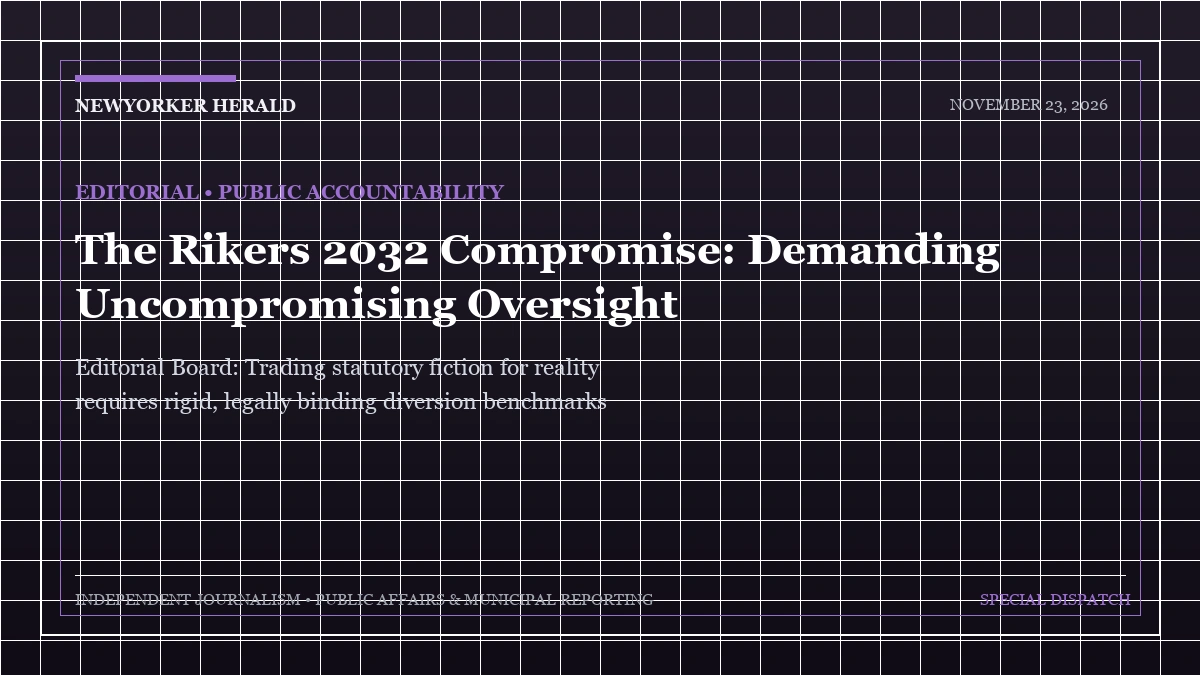 NEWYORKER HERALD
NOVEMBER 23, 2026
EDITORIAL • PUBLIC ACCOUNTABILITY
The Rikers 2032 Compromise: Demanding
Uncompromising Oversight
Editorial Board: Trading statutory fiction for reality
requires rigid, legally binding diversion benchmarks
INDEPENDENT JOURNALISM • PUBLIC AFFAIRS & MUNICIPAL REPORTING
SPECIAL DISPATCH